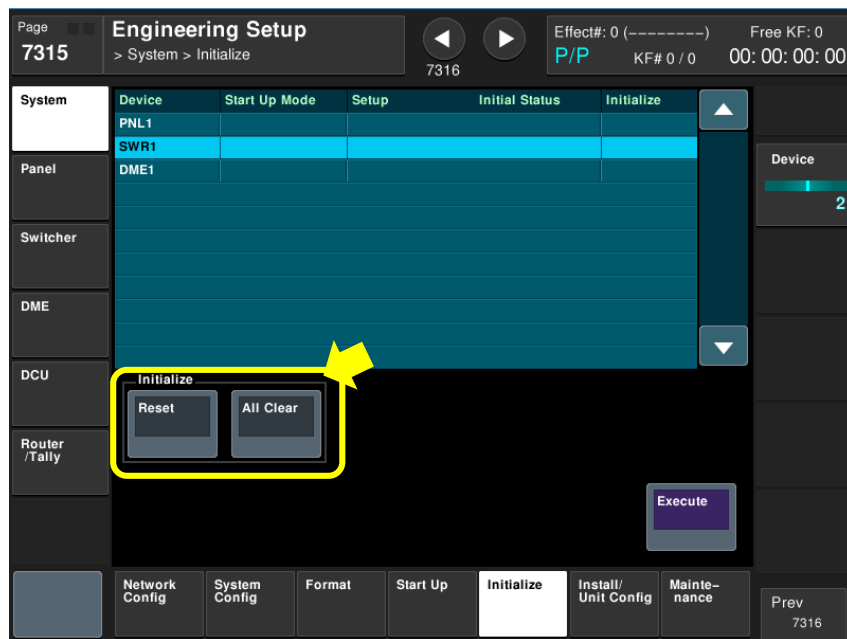 Page
7315
Engineering Setup
> System > Initialize
7316
Effect#: 0 (--------)
Free KF: 0
P/P
KF# 0 / 0
00: 00: 00: 00
System
Panel
Switcher
DME
DCU
Router
/Tally
Device
Start Up Mode
Setup
Initial Status
Initialize
PNL1
SWR1
DME1
Device
2
Initialize
Reset
All Clear
Execute
Network
Config
System
Config
Format
Start Up
Initialize
Install/
Unit Config
Mainte–
nance
Prev
7316